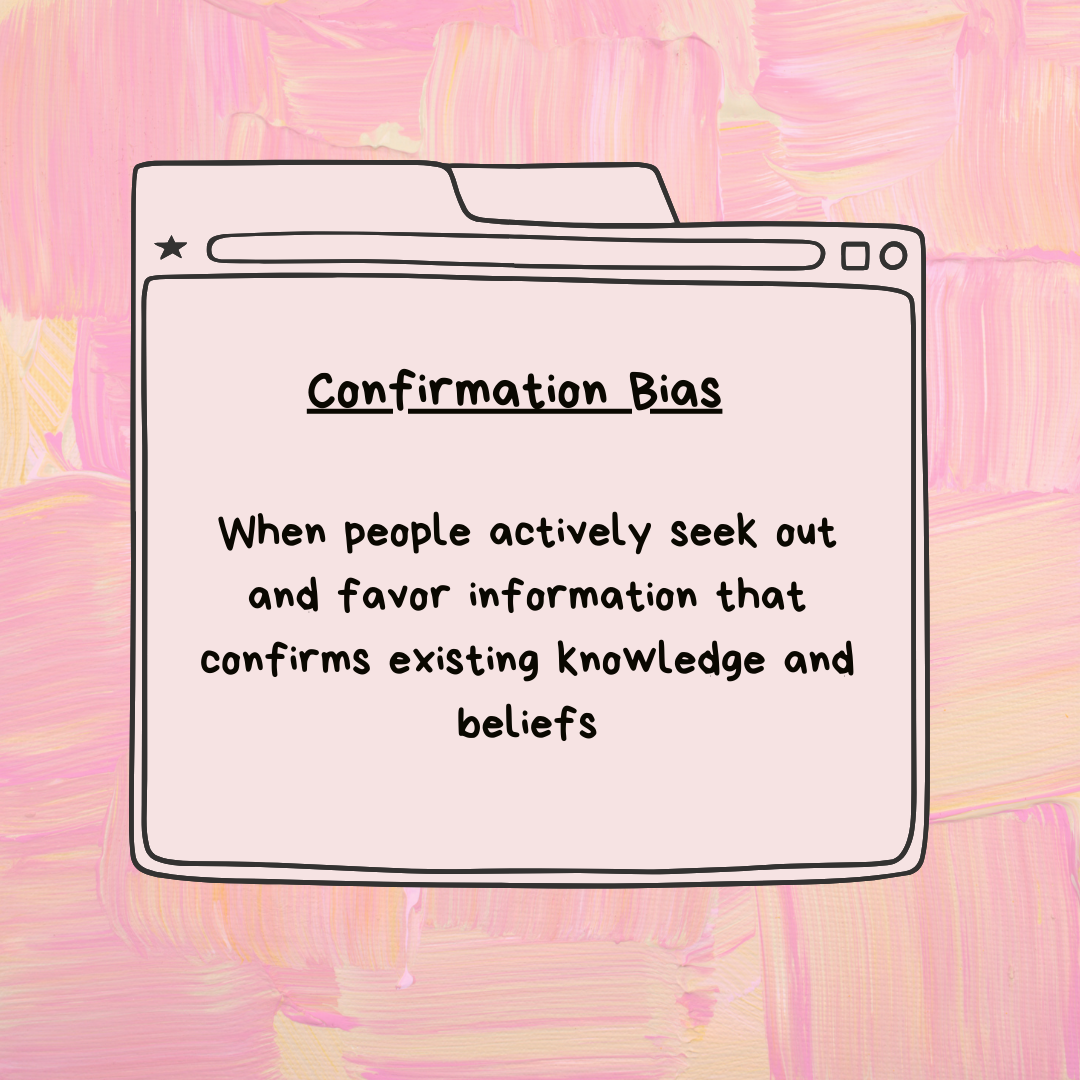 Confirmation Bias
When people actively seek out
and favor information that
confirms existing knowledge and
beliefs